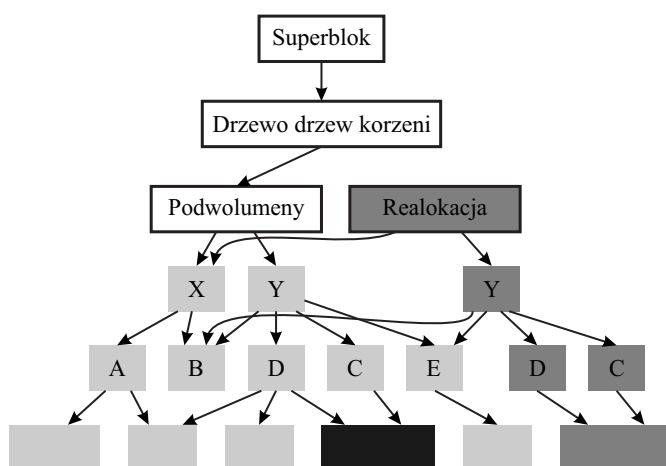 Superblok
Drzewo drzew korzeni
Podwolumeny
Realokacja
X
Y
Y
A
B
D
C
E
D
C